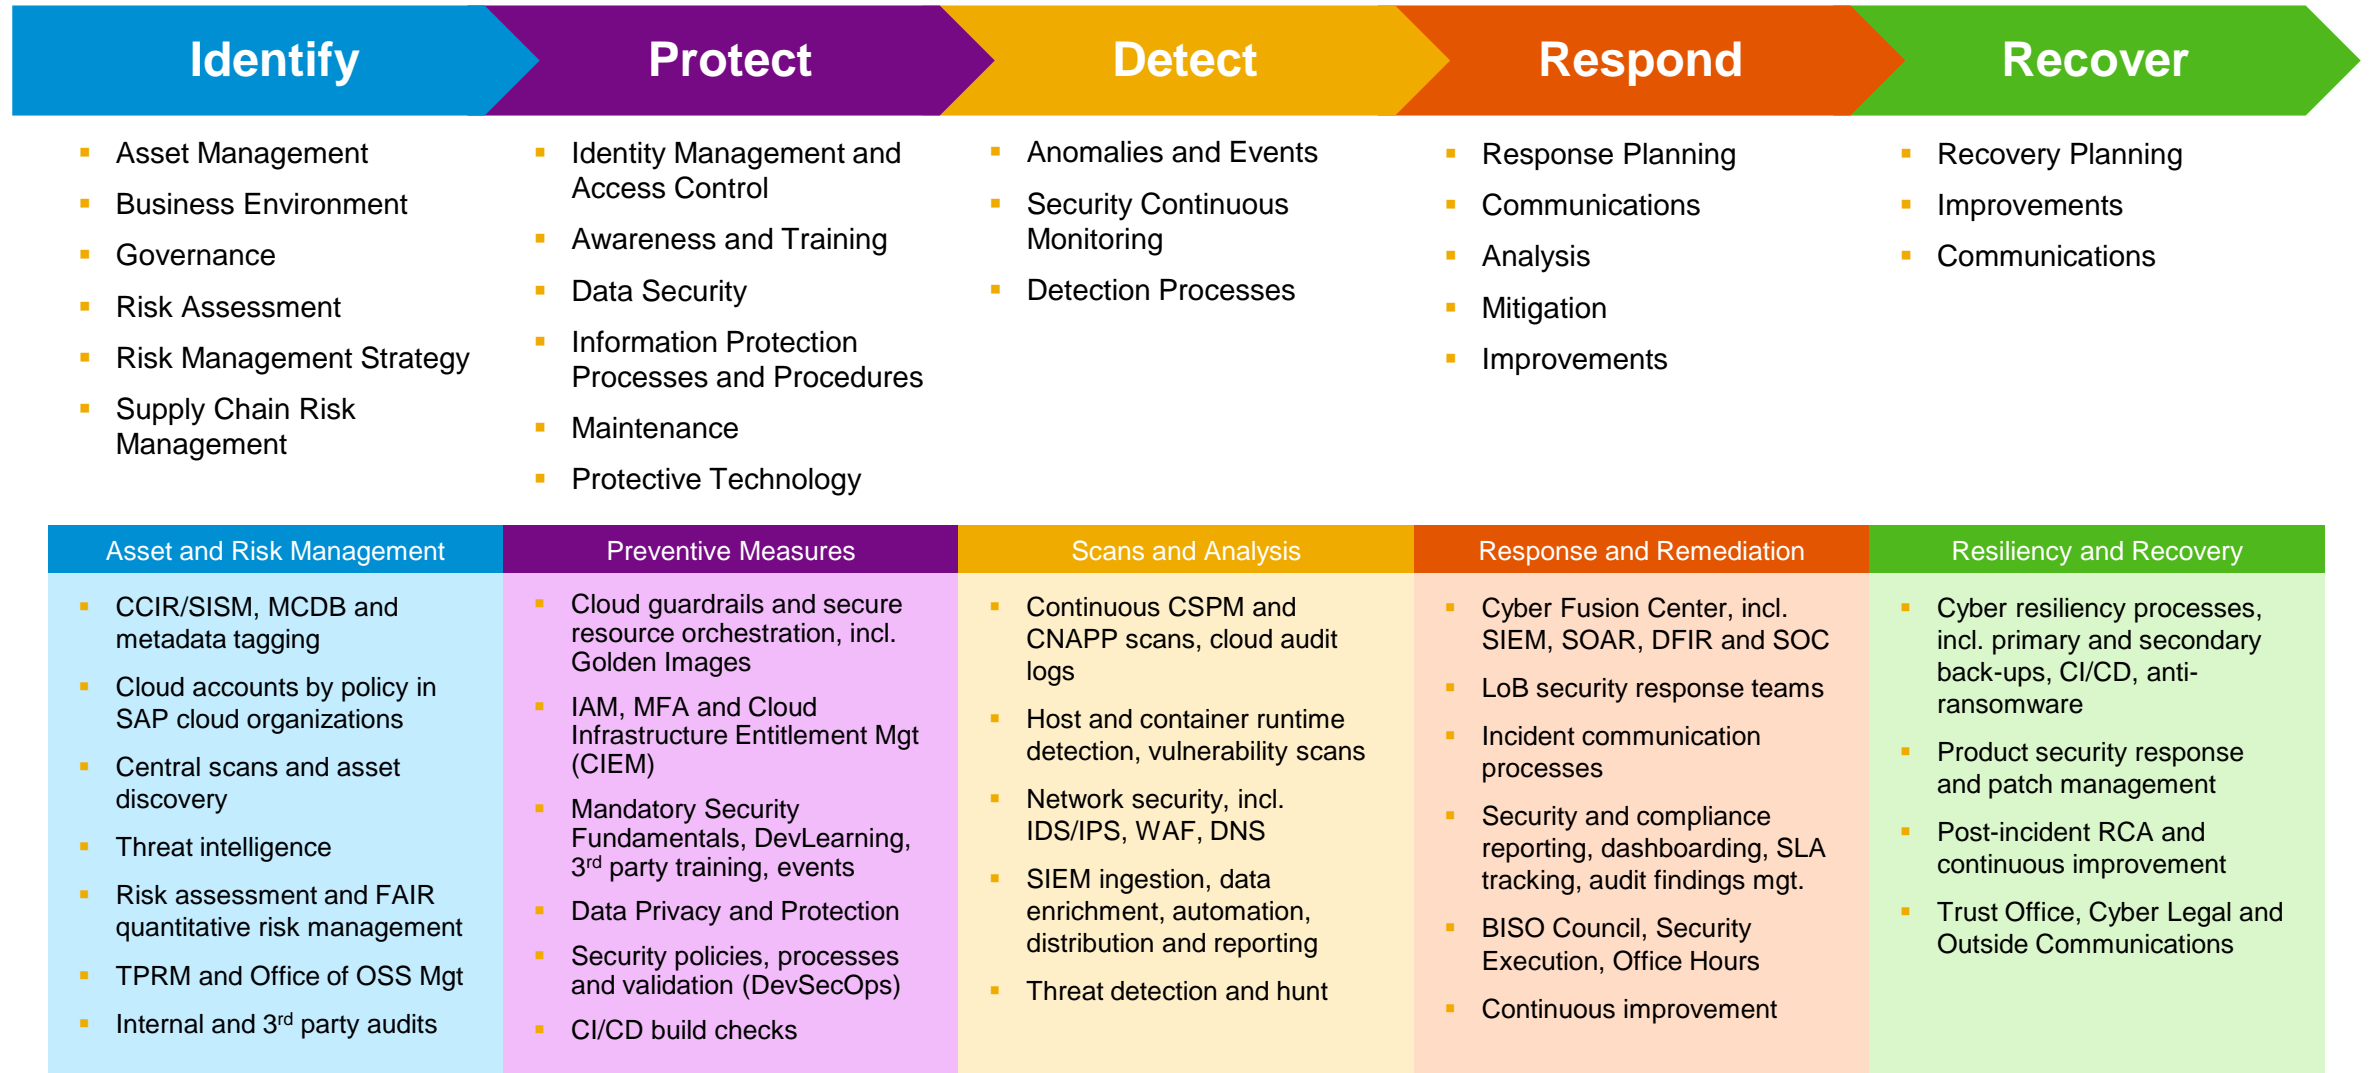 Identify
Protect
Detect
Respond
Recover
Asset Management
Business Environment
Governance
Risk Assessment
Risk Management Strategy
Supply Chain Risk
Management
Identity Management and
Access Control
Awareness and Training
Data Security
Information Protection
Processes and Procedures
Maintenance
Protective Technology
Anomalies and Events
Security Continuous
Monitoring
Detection Processes
Response Planning
Communications
Analysis
Mitigation
Improvements
Recovery Planning
Improvements
Communications
Asset and Risk Management
CCIR/SISM, MCDB and
metadata tagging
Cloud accounts by policy in
SAP cloud organizations
Central scans and asset
discovery
Threat intelligence
Risk assessment and FAIR
quantitative risk management
TPRM and Office of OSS Mgt
Internal and 3rd party audits
Preventive Measures
Cloud guardrails and secure
resource orchestration, incl.
Golden Images
IAM, MFA and Cloud
Infrastructure Entitlement Mgt
(CIEM)
Mandatory Security
Fundamentals, DevLearning,
3rd party training, events
Data Privacy and Protection
Security policies, processes
and validation (DevSecOps)
CI/CD build checks
Scans and Analysis
Continuous CSPM and
CNAPP scans, cloud audit
logs
Host and container runtime
detection, vulnerability scans
Network security, incl.
IDS/IPS, WAF, DNS
SIEM ingestion, data
enrichment, automation,
distribution and reporting
Threat detection and hunt
Response and Remediation
Cyber Fusion Center, incl.
SIEM, SOAR, DFIR and SOC
LoB security response teams
Incident communication
processes
Security and compliance
reporting, dashboarding, SLA
tracking, audit findings mgt.
BISO Council, Security
Execution, Office Hours
Continuous improvement
Resiliency and Recovery
Cyber resiliency processes,
incl. primary and secondary
back-ups, CI/CD, anti-
ransomware
Product security response
and patch management
Post-incident RCA and
continuous improvement
Trust Office, Cyber Legal and
Outside Communications